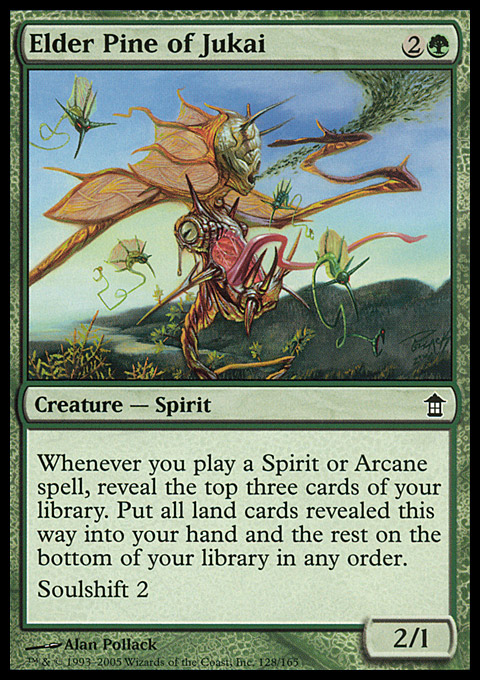 Elder Pine of Jukai 2
Creature — Spirit
Whenever you play a Spirit or Arcane
spell, reveal the top three cards of your
library. Put all land cards revealed this
way into your hand and the rest on the
bottom of your library in any order.
Soulshift 2
Alan Pollack
2/1
™ & © 1993–2005 Wizards of the Coast, Inc. 128/165